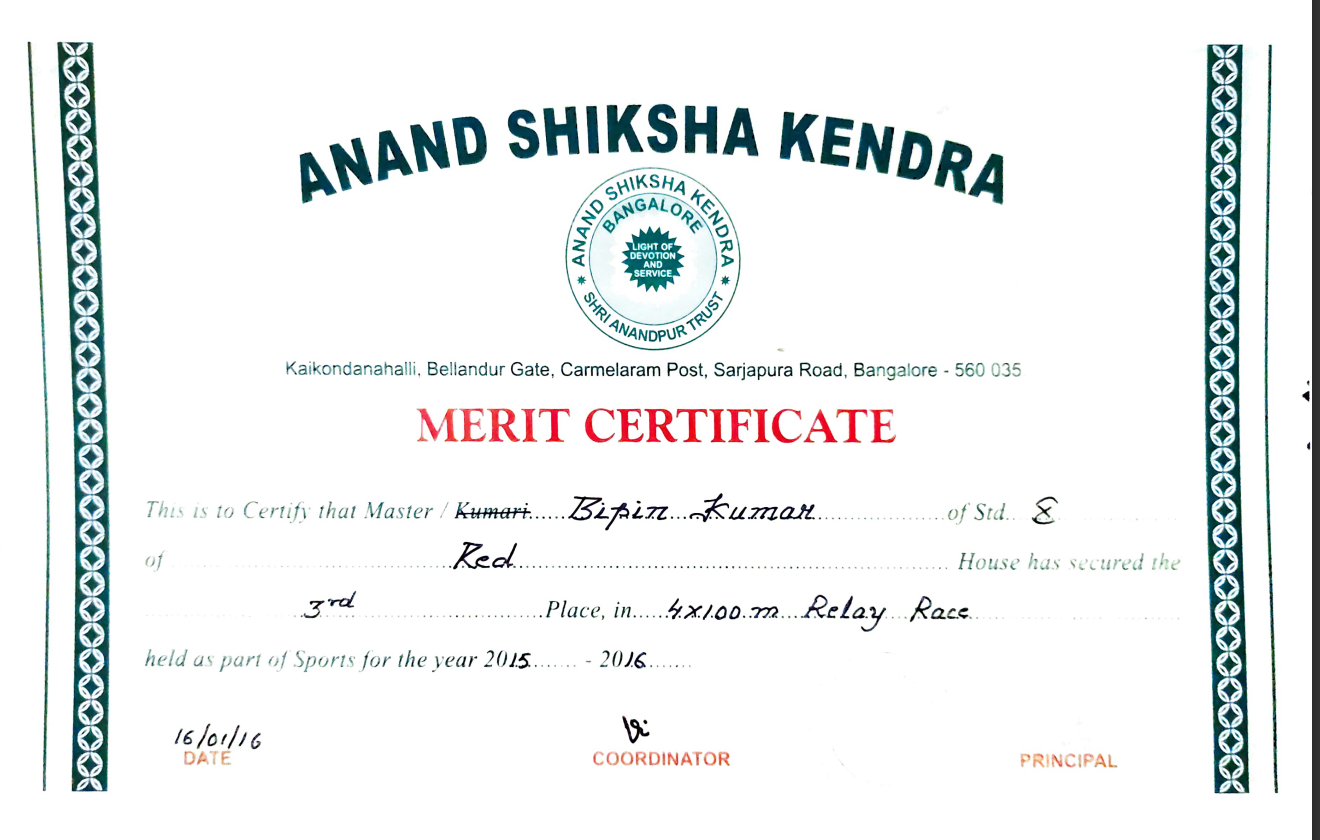 ANAND SHIKSHA KENDRA
ANAND SHIKSHA KENDRA
BANGALORE
LIGHT OF
DEVOTION
AND
SERVICE
SHRI ANANDPUR TRUST
Kaikondanahalli, Bellandur Gate, Carmelaram Post, Sarjapura Road, Bangalore - 560 035
MERIT CERTIFICATE
This is to Certify that Master / Kumari Bipin Kumar of Std. 8
of Red House has secured the
3rd Place, in 4x100 m Relay Race
held as part of Sports for the year 2015 - 2016
16/01/16
DATE COORDINATOR PRINCIPAL